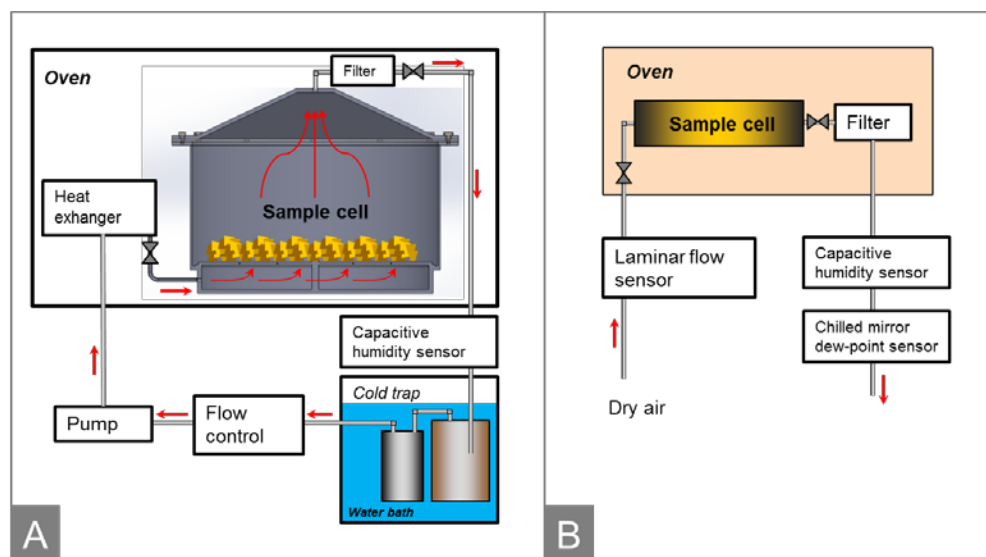 Oven
Filter
Heat
exhanger
Sample cell
Capacitive
humidity sensor
Cold trap
Pump
Flow
control
Water bath
A
Oven
Sample cell
Filter
Laminar flow
sensor
Capacitive
humidity sensor
Chilled mirror
dew-point sensor
Dry air
B